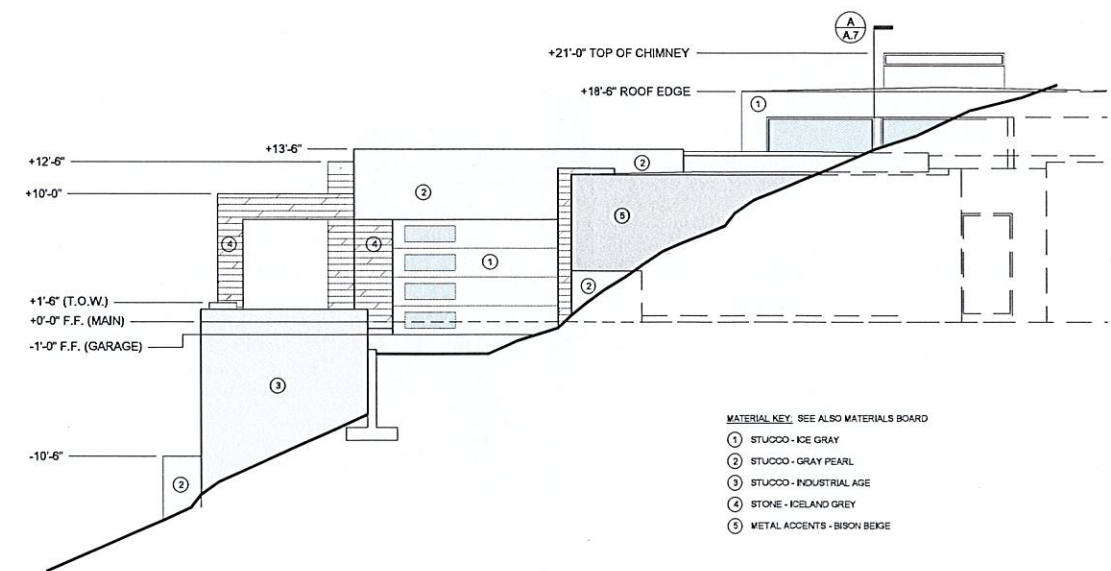 A
A.7
+21'-0" TOP OF CHIMNEY
+18'-6" ROOF EDGE
1
+13'-6"
+12'-6"
2
2
+10'-0"
5
4
4
1
2
+1'-6" (T.O.W.)
+0'-0" F.F. (MAIN)
-1'-0" F.F. (GARAGE)
3
-10'-6"
2
MATERIAL KEY: SEE ALSO MATERIALS BOARD
1 STUCCO - ICE GRAY
2 STUCCO - GRAY PEARL
3 STUCCO - INDUSTRIAL AGE
4 STONE - ICELAND GREY
5 METAL ACCENTS - BISON BEIGE